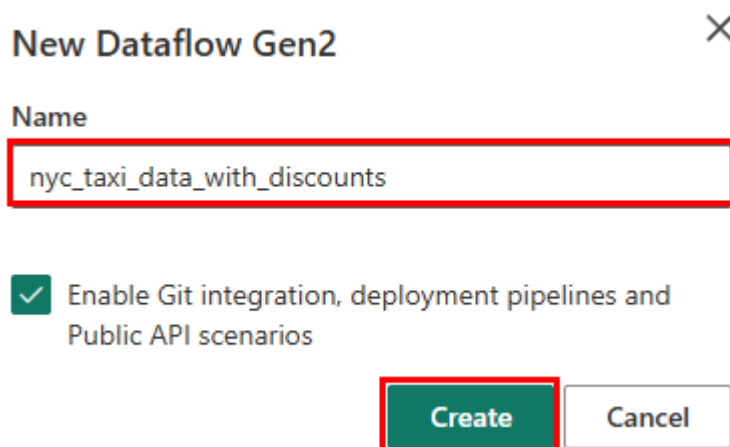 New Dataflow Gen2
Name
nyc_taxi_data_with_discounts
Enable Git integration, deployment pipelines and
Public API scenarios
Create
Cancel